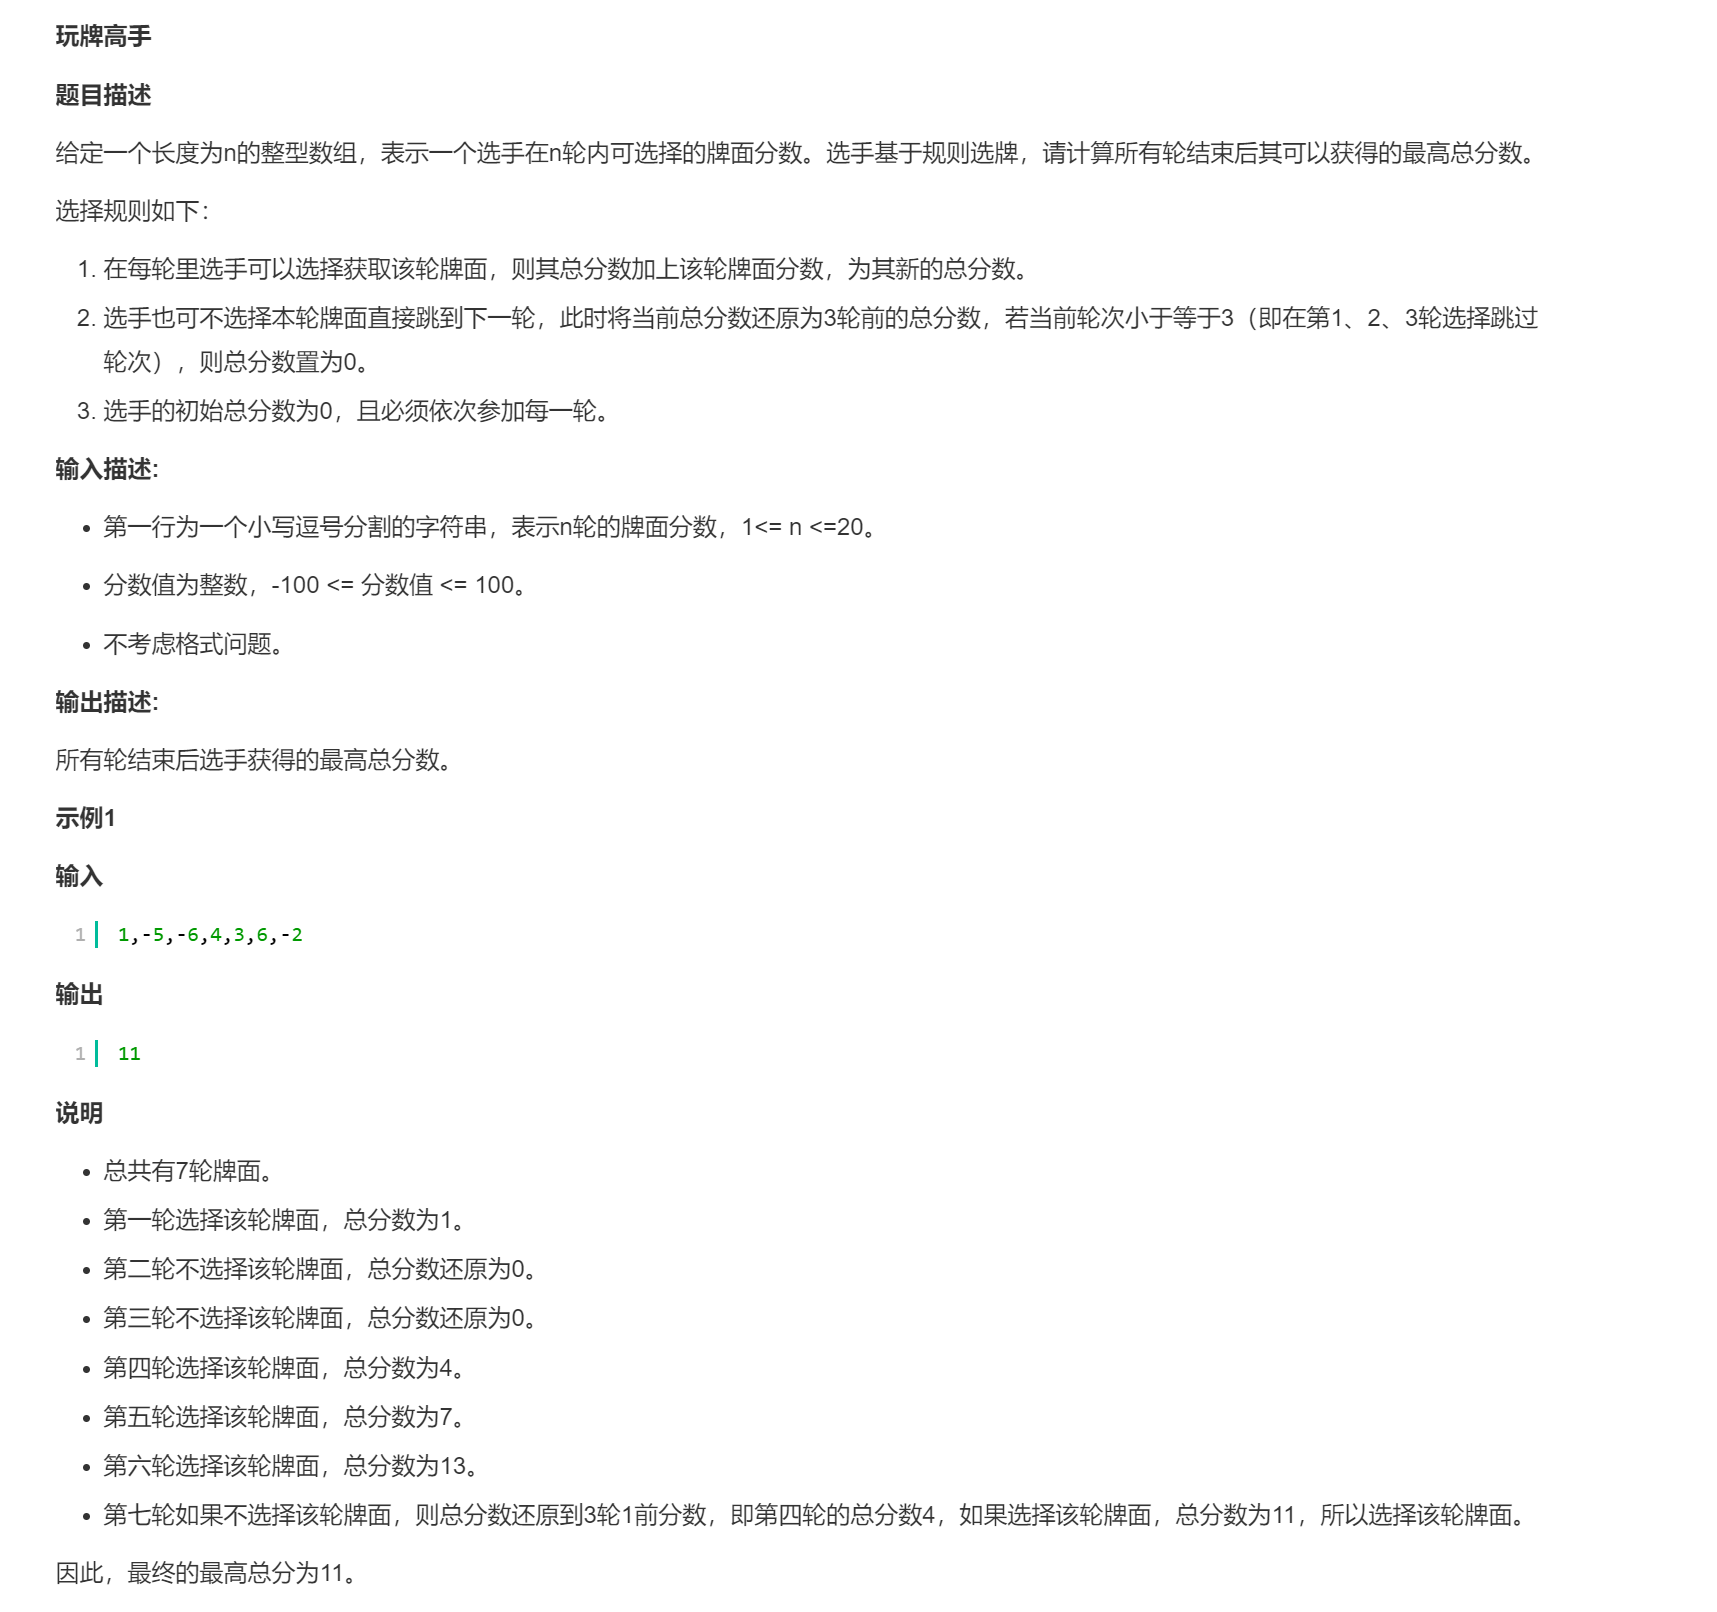 玩牌高手
题目描述
给定一个长度为n的整型数组，表示一个选手在n轮内可选择的牌面分数。选手基于规则选牌，请计算所有轮结束后其可以获得的最高总分数。
选择规则如下：
1. 在每轮里选手可以选择获取该轮牌面，则其总分数加上该轮牌面分数，为其新的总分数。
2. 选手也可不选择本轮牌面直接跳到下一轮，此时将当前总分数还原为3轮前的总分数，若当前轮次小于等于3（即在第1、2、3轮选择跳过
轮次），则总分数置为0。
3. 选手的初始总分数为0，且必须依次参加每一轮。
输入描述:
• 第一行为一个小写逗号分割的字符串，表示n轮的牌面分数，1<= n <=20。
• 分数值为整数，-100 <= 分数值 <= 100。
• 不考虑格式问题。
输出描述:
所有轮结束后选手获得的最高总分数。
示例1
输入
1 1,-5,-6,4,3,6,-2
输出
1 11
说明
• 总共有7轮牌面。
• 第一轮选择该轮牌面，总分数为1。
• 第二轮不选择该轮牌面，总分数还原为0。
• 第三轮不选择该轮牌面，总分数还原为0。
• 第四轮选择该轮牌面，总分数为4。
• 第五轮选择该轮牌面，总分数为7。
• 第六轮选择该轮牌面，总分数为13。
• 第七轮如果不选择该轮牌面，则总分数还原到3轮1前分数，即第四轮的总分数4，如果选择该轮牌面，总分数为11，所以选择该轮牌面。
因此，最终的最高总分为11。